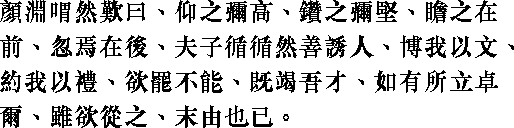 顏淵喟然歎曰、仰之彌高、鑽之彌堅、瞻之在
前、忽焉在後、夫子循循然善誘人、博我以文、
約我以禮、欲罷不能、既竭吾才、如有所立卓
爾、雖欲從之、末由也已。